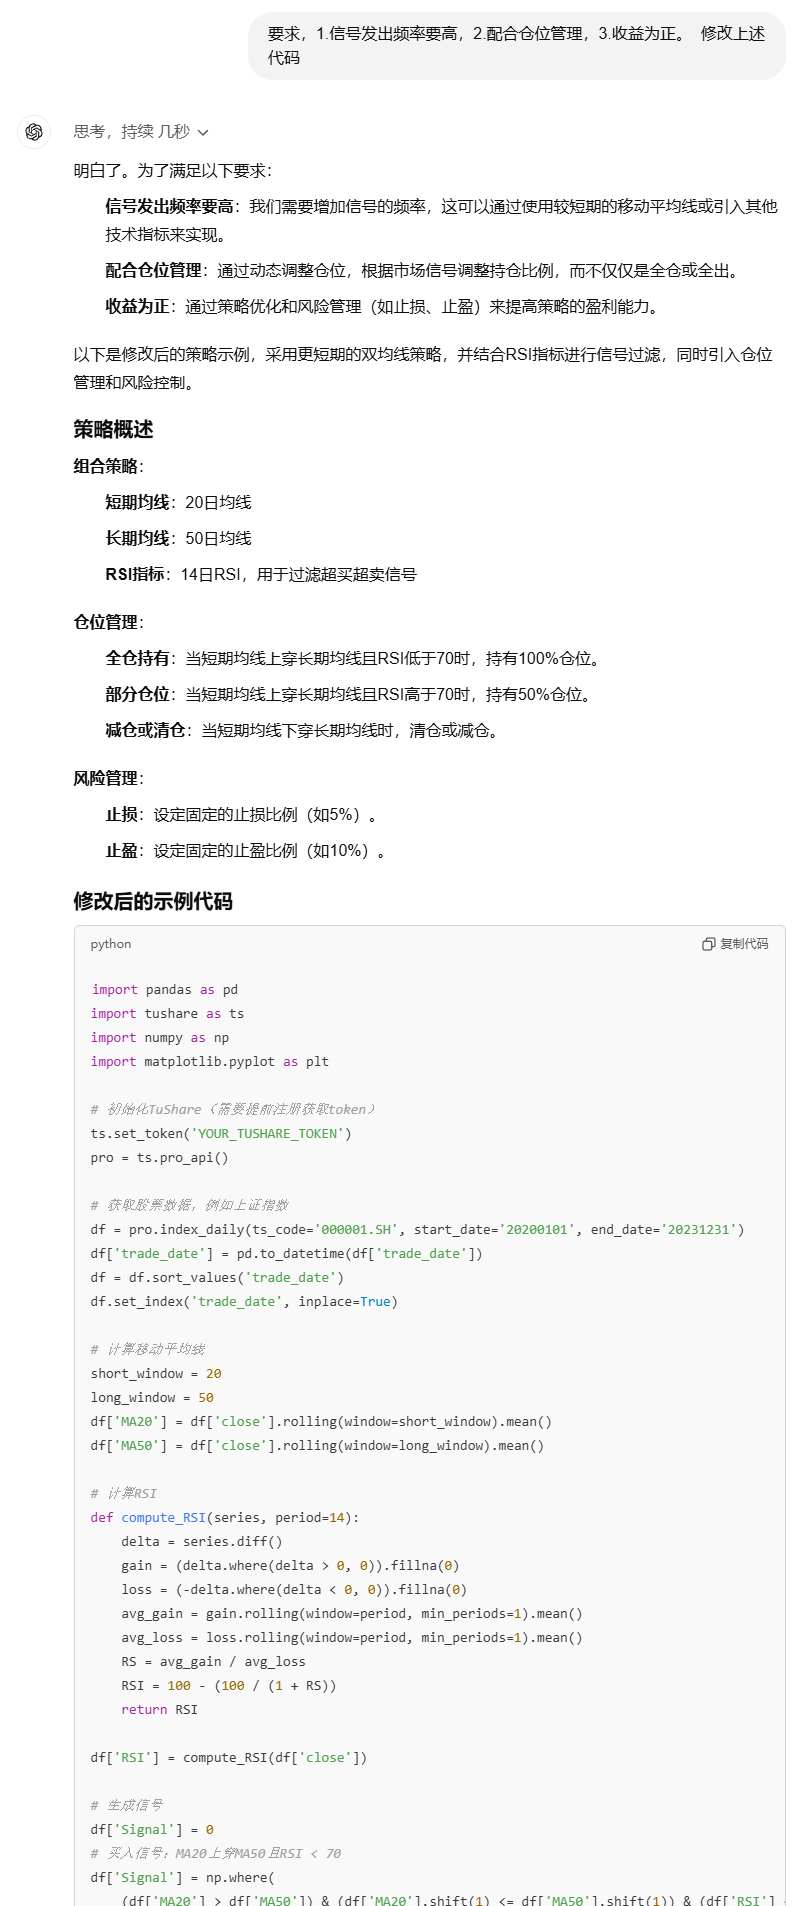 要求，1.信号发出频率要高，2.配合仓位管理，3.收益为正。 修改上述
代码
思考，持续 几秒
明白了。为了满足以下要求：
信号发出频率要高：我们需要增加信号的频率，这可以通过使用较短期的移动平均线或引入其他
技术指标来实现。
配合仓位管理：通过动态调整仓位，根据市场信号调整持仓比例，而不仅仅是全仓或全出。
收益为正：通过策略优化和风险管理（如止损、止盈）来提高策略的盈利能力。
以下是修改后的策略示例，采用更短期的双均线策略，并结合RSI指标进行信号过滤，同时引入仓位
管理和风险控制。
策略概述
组合策略：
短期均线：20日均线
长期均线：50日均线
RSI指标：14日RSI，用于过滤超买超卖信号
仓位管理：
全仓持有：当短期均线上穿长期均线且RSI低于70时，持有100%仓位。
部分仓位：当短期均线上穿长期均线且RSI高于70时，持有50%仓位。
减仓或清仓：当短期均线下穿长期均线时，清仓或减仓。
风险管理：
止损：设定固定的止损比例（如5%）。
止盈：设定固定的止盈比例（如10%）。
修改后的示例代码
python
复制代码
import pandas as pd
import tushare as ts
import numpy as np
import matplotlib.pyplot as plt
# 初始化TuShare（需要提前注册获取token）
ts.set_token('YOUR_TUSHARE_TOKEN')
pro = ts.pro_api()
# 获取股票数据，例如上证指数
df = pro.index_daily(ts_code='000001.SH', start_date='20200101', end_date='20231231')
df['trade_date'] = pd.to_datetime(df['trade_date'])
df = df.sort_values('trade_date')
df.set_index('trade_date', inplace=True)
# 计算移动平均线
short_window = 20
long_window = 50
df['MA20'] = df['close'].rolling(window=short_window).mean()
df['MA50'] = df['close'].rolling(window=long_window).mean()
# 计算RSI
def compute_RSI(series, period=14):
delta = series.diff()
gain = (delta.where(delta > 0, 0)).fillna(0)
loss = (-delta.where(delta < 0, 0)).fillna(0)
avg_gain = gain.rolling(window=period, min_periods=1).mean()
avg_loss = loss.rolling(window=period, min_periods=1).mean()
RS = avg_gain / avg_loss
RSI = 100 - (100 / (1 + RS))
return RSI
df['RSI'] = compute_RSI(df['close'])
# 生成信号
df['Signal'] = 0
# 买入信号：MA20上穿MA50且RSI < 70
df['Signal'] = np.where(
(df['MA20'] > df['MA50']) & (df['MA20'].shift(1) <= df['MA50'].shift(1)) & (df['RSI']